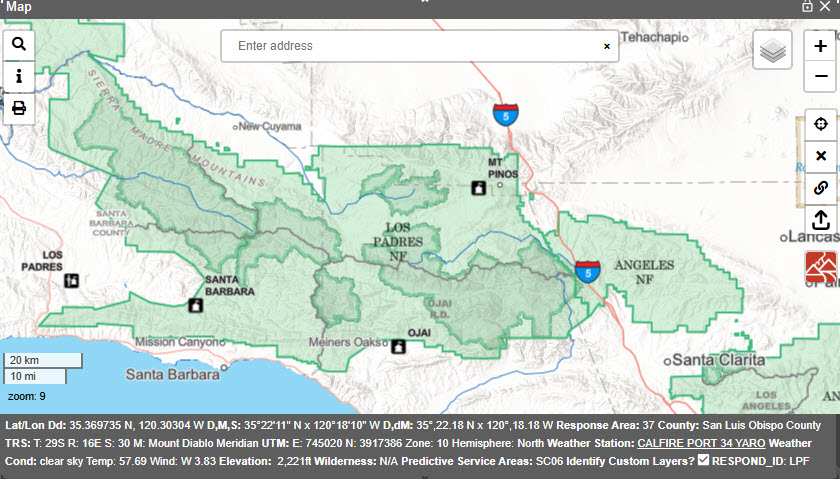 Map
Enter address
×
Tehachapi
5
New Cuyama
SIERRA MADRE MOUNTAINS
MT
PINOS
SANTA
BARBARA
COUNTY
LOS
PADRES
NF
LOS
PADRES
Lancas
5
ANGELES
NF
SANTA
BARBARA
OJAI
R.D.
OJAI
Mission Canyon
Meiners Oaks
Santa Barbara
Santa Clarita
LOS
ANGELES
20 km
10 mi
zoom: 9
Lat/Lon Dd: 35.369735 N, 120.30304 W D,M,S: 35°22'11" N x 120°18'10" W D,dM: 35°,22.18 N x 120°,18.18 W Response Area: 37 County: San Luis Obispo County
TRS: T: 29S R: 16E S: 30 M: Mount Diablo Meridian UTM: E: 745020 N: 3917386 Zone: 10 Hemisphere: North Weather Station: CALFIRE PORT 34 YARO Weather
Cond: clear sky Temp: 57.69 Wind: W 3.83 Elevation: 2,221ft Wilderness: N/A Predictive Service Areas: SC06 Identify Custom Layers? RESPOND_ID: LPF